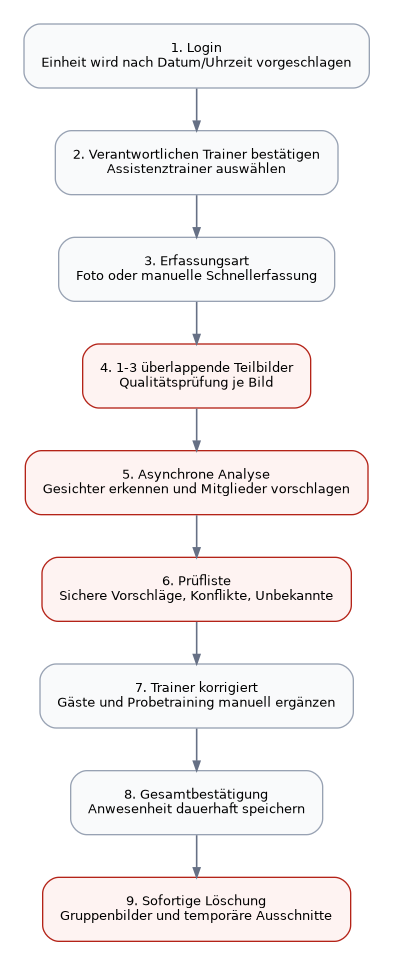 1. Login
Einheit wird nach Datum/Uhrzeit vorgeschlagen
2. Verantwortlichen Trainer bestätigen
Assistenztrainer auswählen
3. Erfassungsart
Foto oder manuelle Schnellerfassung
4. 1-3 überlappende Teilbilder
Qualitätsprüfung je Bild
5. Asynchrone Analyse
Gesichter erkennen und Mitglieder vorschlagen
6. Prüfliste
Sichere Vorschläge, Konflikte, Unbekannte
7. Trainer korrigiert
Gäste und Probetraining manuell ergänzen
8. Gesamtbestätigung
Anwesenheit dauerhaft speichern
9. Sofortige Löschung
Gruppenbilder und temporäre Ausschnitte